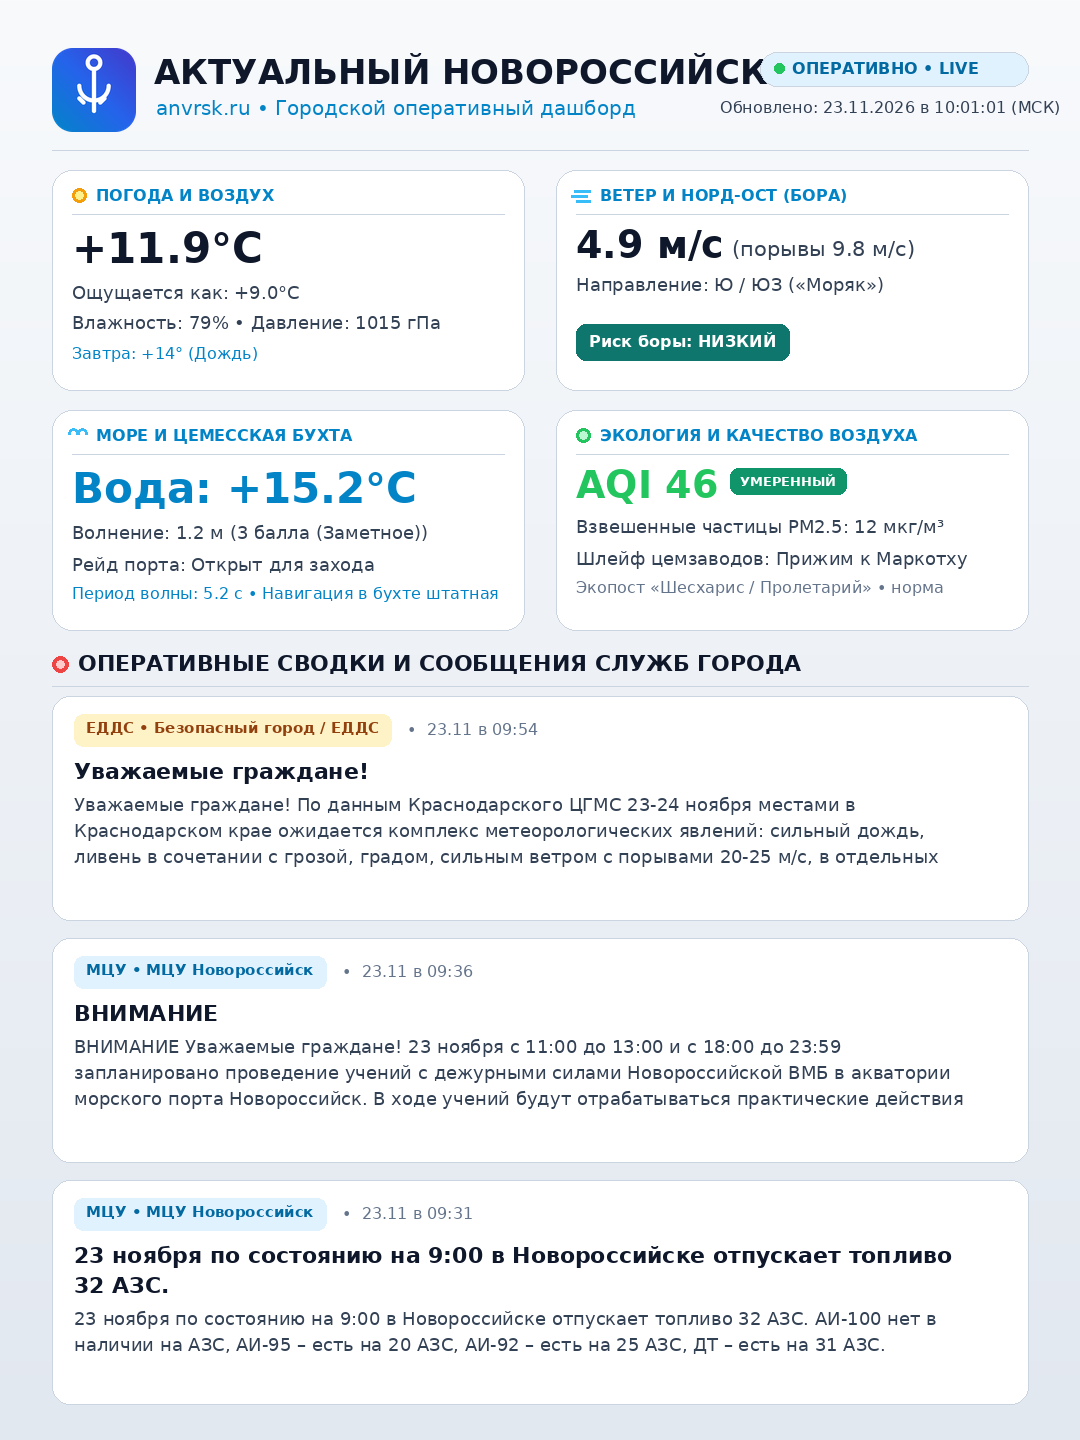 АКТУАЛЬНЫЙ НОВОРОССИЙСК
ОПЕРАТИВНО • LIVE
anvrsk.ru • Городской оперативный дашборд
Обновлено: 23.11.2026 в 10:01:01 (МСК)
ПОГОДА И ВОЗДУХ
+11.9°C
Ощущается как: +9.0°C
Влажность: 79% • Давление: 1015 гПа
Завтра: +14° (Дождь)
ВЕТЕР И НОРД-ОСТ (БОРА)
4.9 м/с (порывы 9.8 м/с)
Направление: Ю / ЮЗ («Моряк»)
Риск боры: НИЗКИЙ
МОРЕ И ЦЕМЕССКАЯ БУХТА
Вода: +15.2°C
Волнение: 1.2 м (3 балла (Заметное))
Рейд порта: Открыт для захода
Период волны: 5.2 с • Навигация в бухте штатная
ЭКОЛОГИЯ И КАЧЕСТВО ВОЗДУХА
AQI 46 УМЕРЕННЫЙ
Взвешенные частицы PM2.5: 12 мкг/м³
Шлейф цемзаводов: Прижим к Маркотху
Экопост «Шесхарис / Пролетарий» • норма
ОПЕРАТИВНЫЕ СВОДКИ И СООБЩЕНИЯ СЛУЖБ ГОРОДА
ЕДДС • Безопасный город / ЕДДС • 23.11 в 09:54
Уважаемые граждане!
Уважаемые граждане! По данным Краснодарского ЦГМС 23-24 ноября местами в
Краснодарском крае ожидается комплекс метеорологических явлений: сильный дождь,
ливень в сочетании с грозой, градом, сильным ветром с порывами 20-25 м/с, в отдельных
МЦУ • МЦУ Новороссийск • 23.11 в 09:36
ВНИМАНИЕ
ВНИМАНИЕ Уважаемые граждане! 23 ноября с 11:00 до 13:00 и с 18:00 до 23:59
запланировано проведение учений с дежурными силами Новороссийской ВМБ в акватории
морского порта Новороссийск. В ходе учений будут отрабатываться практические действия
МЦУ • МЦУ Новороссийск • 23.11 в 09:31
23 ноября по состоянию на 9:00 в Новороссийске отпускает топливо
32 АЗС.
23 ноября по состоянию на 9:00 в Новороссийске отпускает топливо 32 АЗС. АИ-100 нет в
наличии на АЗС, АИ-95 – есть на 20 АЗС, АИ-92 – есть на 25 АЗС, ДТ – есть на 31 АЗС.